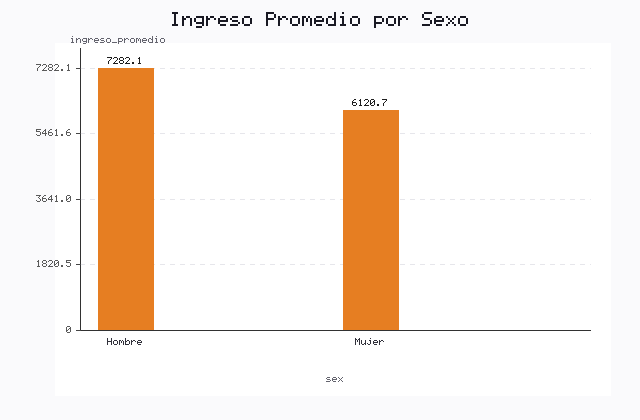 Ingreso Promedio por Sexo
ingreso_promedio
7282.1
7282.1
6120.7
5461.6
3641.0
1820.5
0
Hombre
Mujer
sex